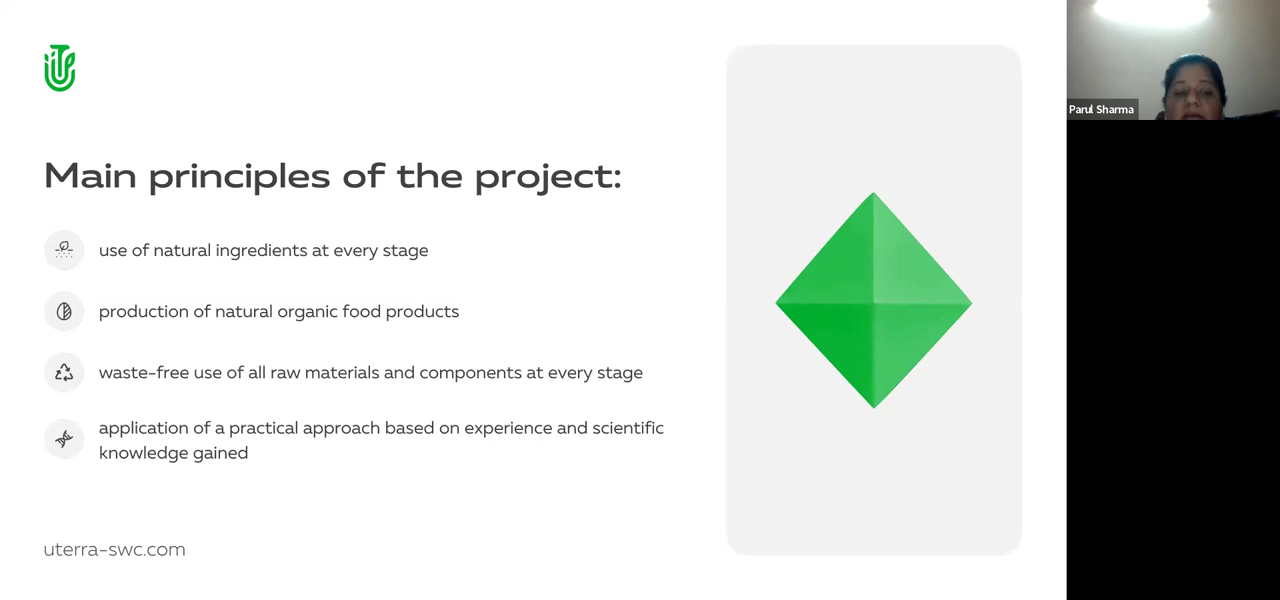 Main principles of the project:
use of natural ingredients at every stage
production of natural organic food products
waste-free use of all raw materials and components at every stage
application of a practical approach based on experience and scientific
knowledge gained
uterra-swc.com
Parul Sharma